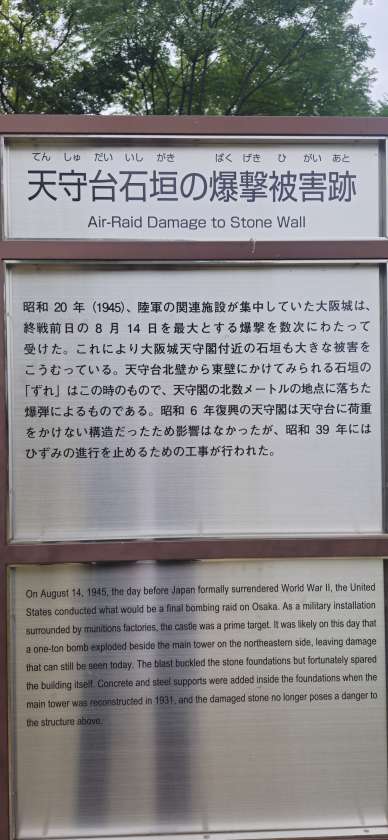 てん しゅ だい いし がき ばく げき ひ がい あと
天守台石垣の爆撃被害跡
Air-Raid Damage to Stone Wall
昭和 20 年（1945）、陸軍の関連施設が集中していた大阪城は、
終戦前日の 8 月 14 日を最大とする爆撃を数次にわたって
受けた。これにより大阪城天守閣付近の石垣も大きな被害を
こうむっている。天守台北壁から東壁にかけてみられる石垣の
「ずれ」はこの時のもので、天守閣の北数メートルの地点に落ちた
爆弾によるものである。昭和 6 年復興の天守閣は天守台に荷重
をかけない構造だったため影響はなかったが、昭和 39 年には
ひずみの進行を止めるための工事が行われた。
On August 14, 1945, the day before Japan formally surrendered World War II, the United
States conducted what would be a final bombing raid on Osaka. As a military installation
surrounded by munitions factories, the castle was a prime target. It was likely on this day that
a one-ton bomb exploded beside the main tower on the northeastern side, leaving damage
that can still be seen today. The blast buckled the stone foundations but fortunately spared
the building itself. Concrete and steel supports were added inside the foundations when the
main tower was reconstructed in 1931, and the damaged stone no longer poses a danger to
the structure above.